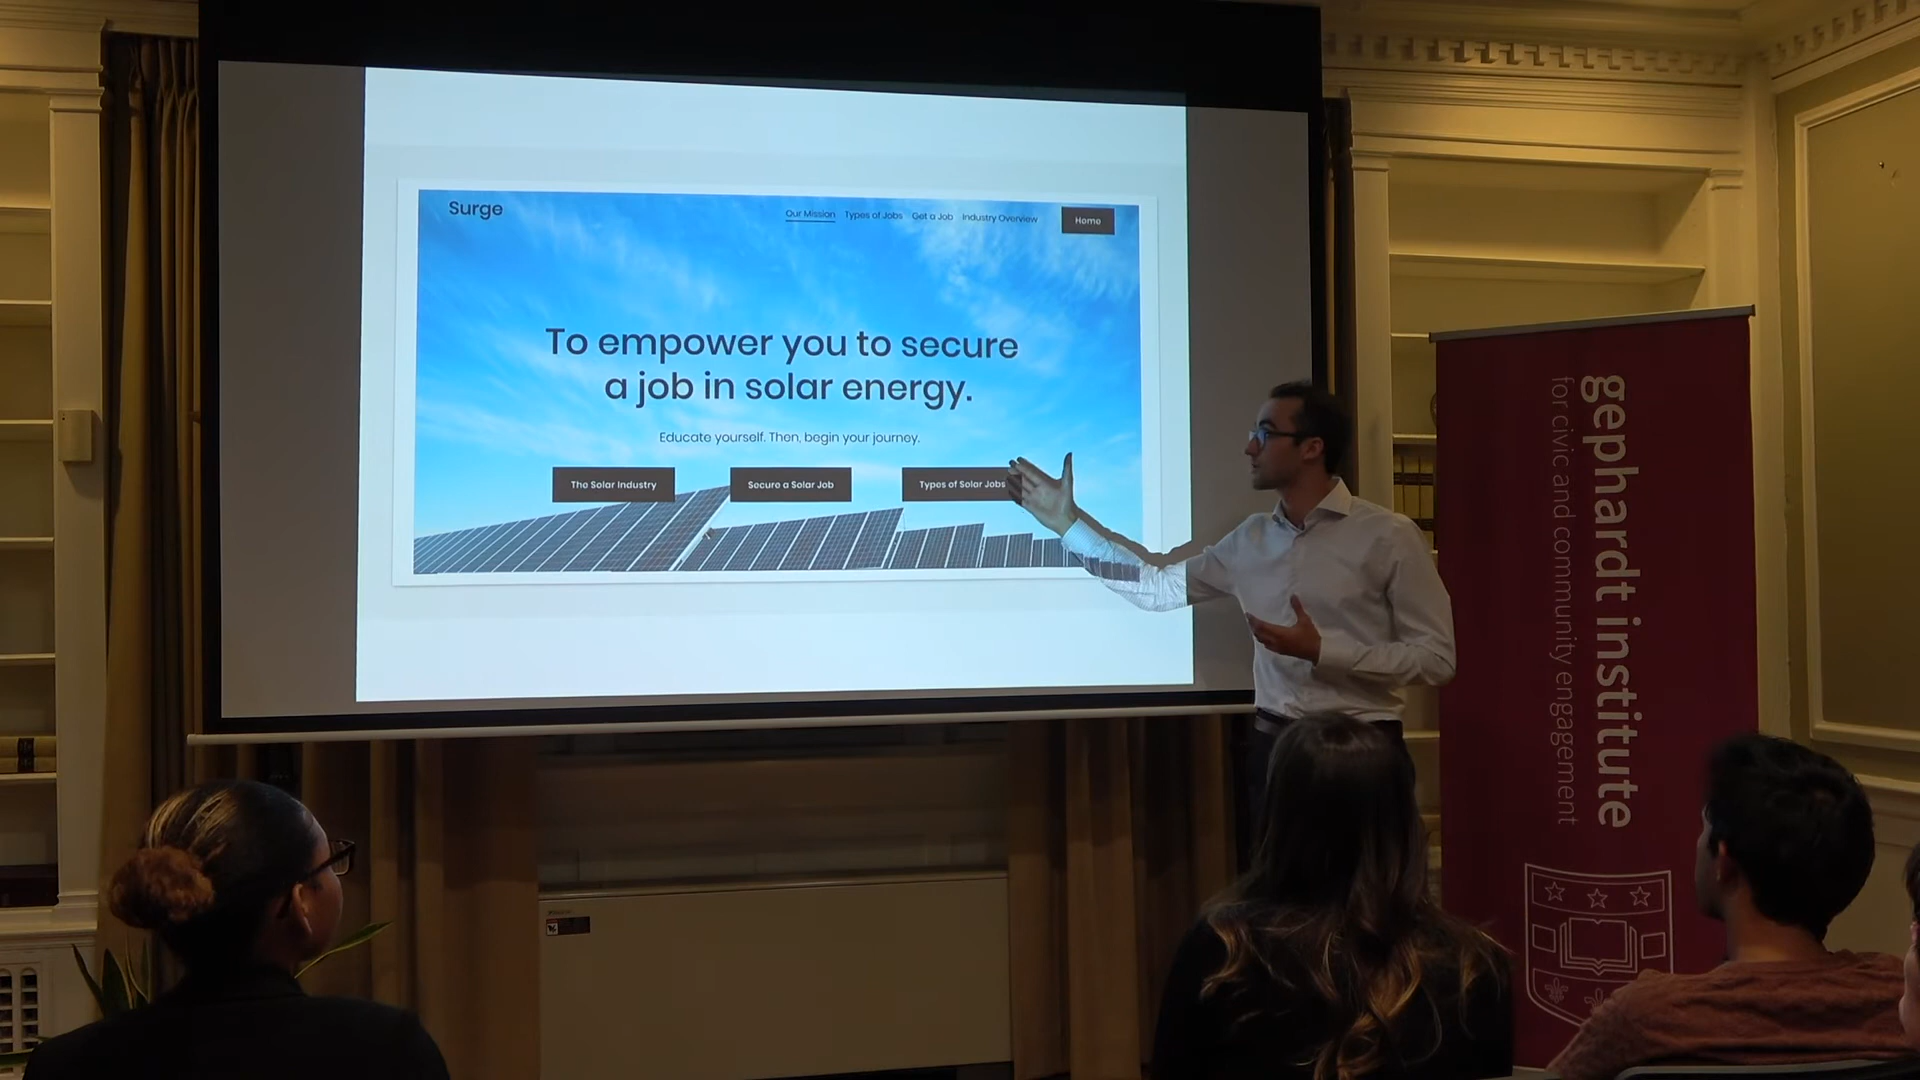 Surge
Our Mission Types of Jobs Get a Job Industry Overview Home
To empower you to secure
a job in solar energy.
Educate yourself. Then, begin your journey.
The Solar Industry Secure a Solar Job Types of Solar Jobs
gephardt institute
for civic and community engagement